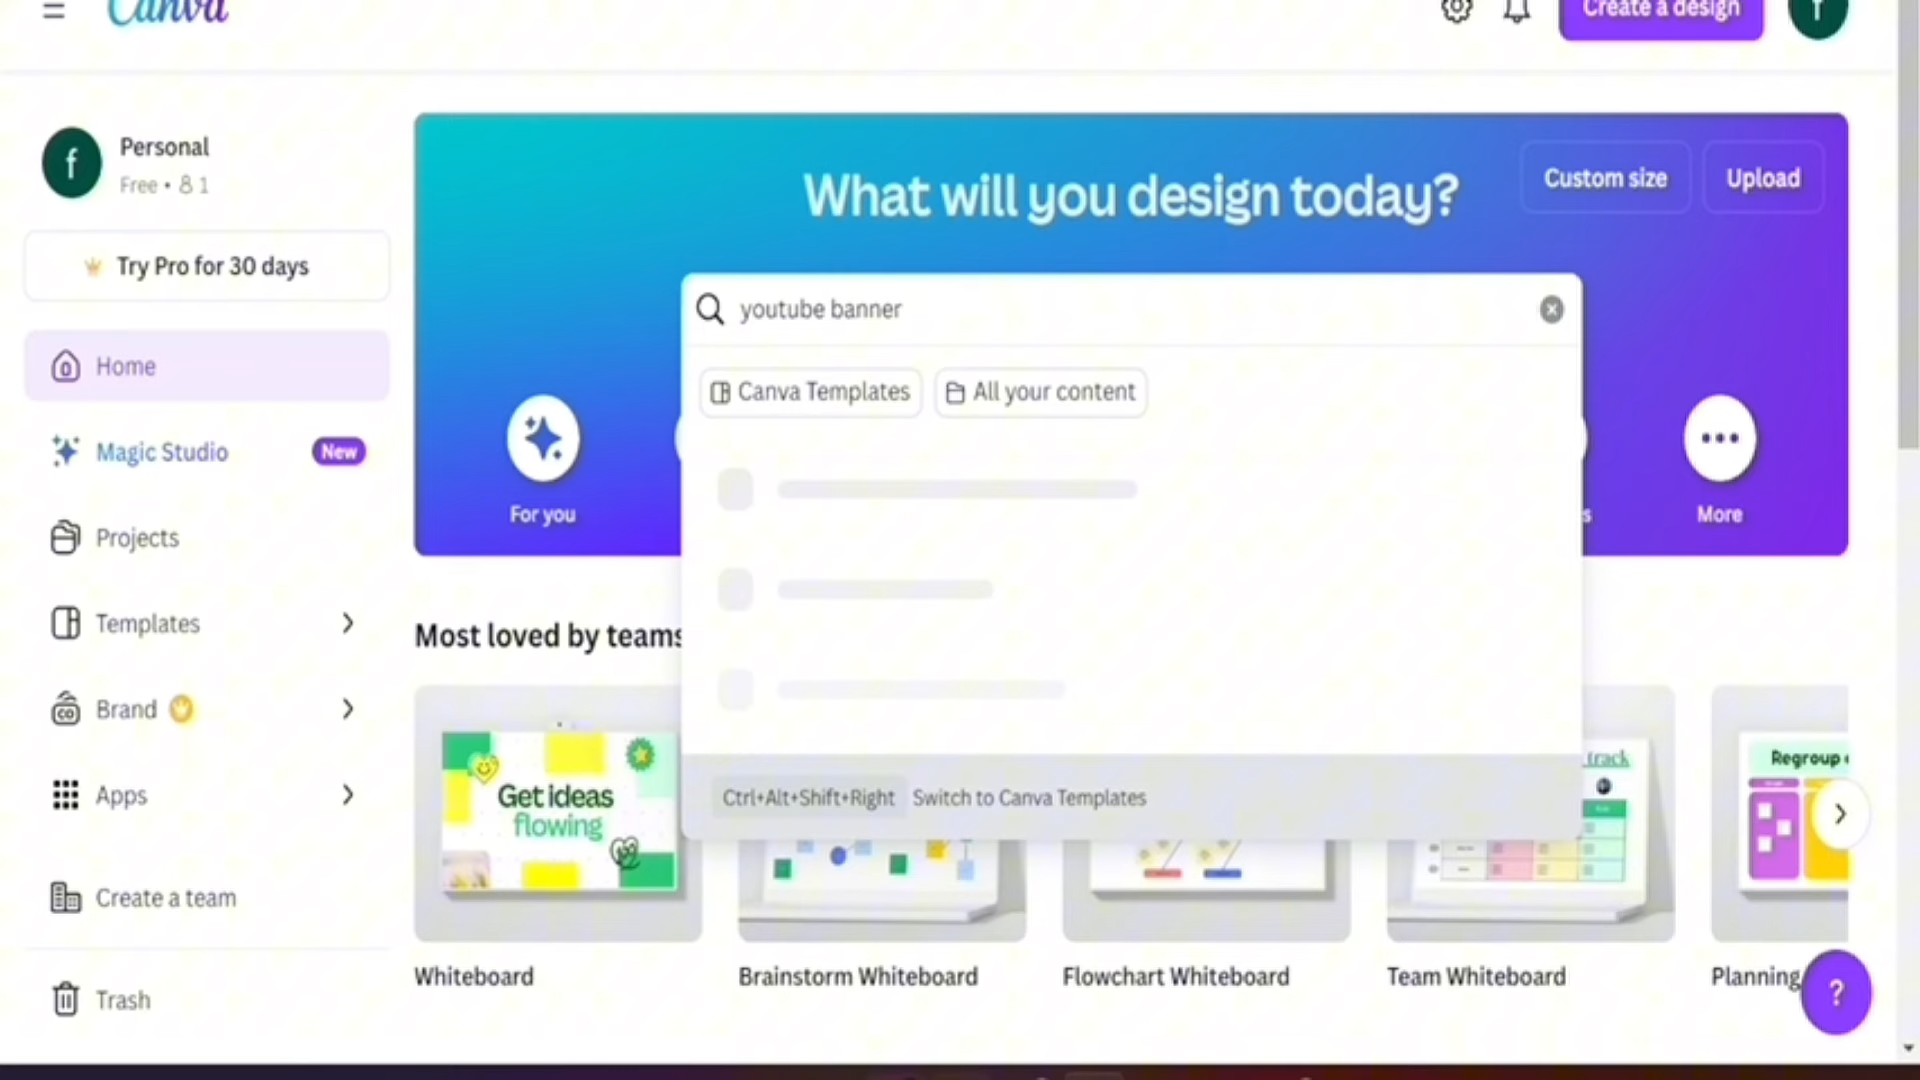 Canva
Create a design
f
f
Personal
Free • 1
Try Pro for 30 days
Home
Magic Studio
New
Projects
Templates
Brand
Apps
Create a team
Trash
What will you design today?
Custom size
Upload
youtube banner
Canva Templates
All your content
For you
s
More
Ctrl+Alt+Shift+Right Switch to Canva Templates
Most loved by teams
Get ideas
flowing
track
Regroup
Whiteboard
Brainstorm Whiteboard
Flowchart Whiteboard
Team Whiteboard
Planning
?